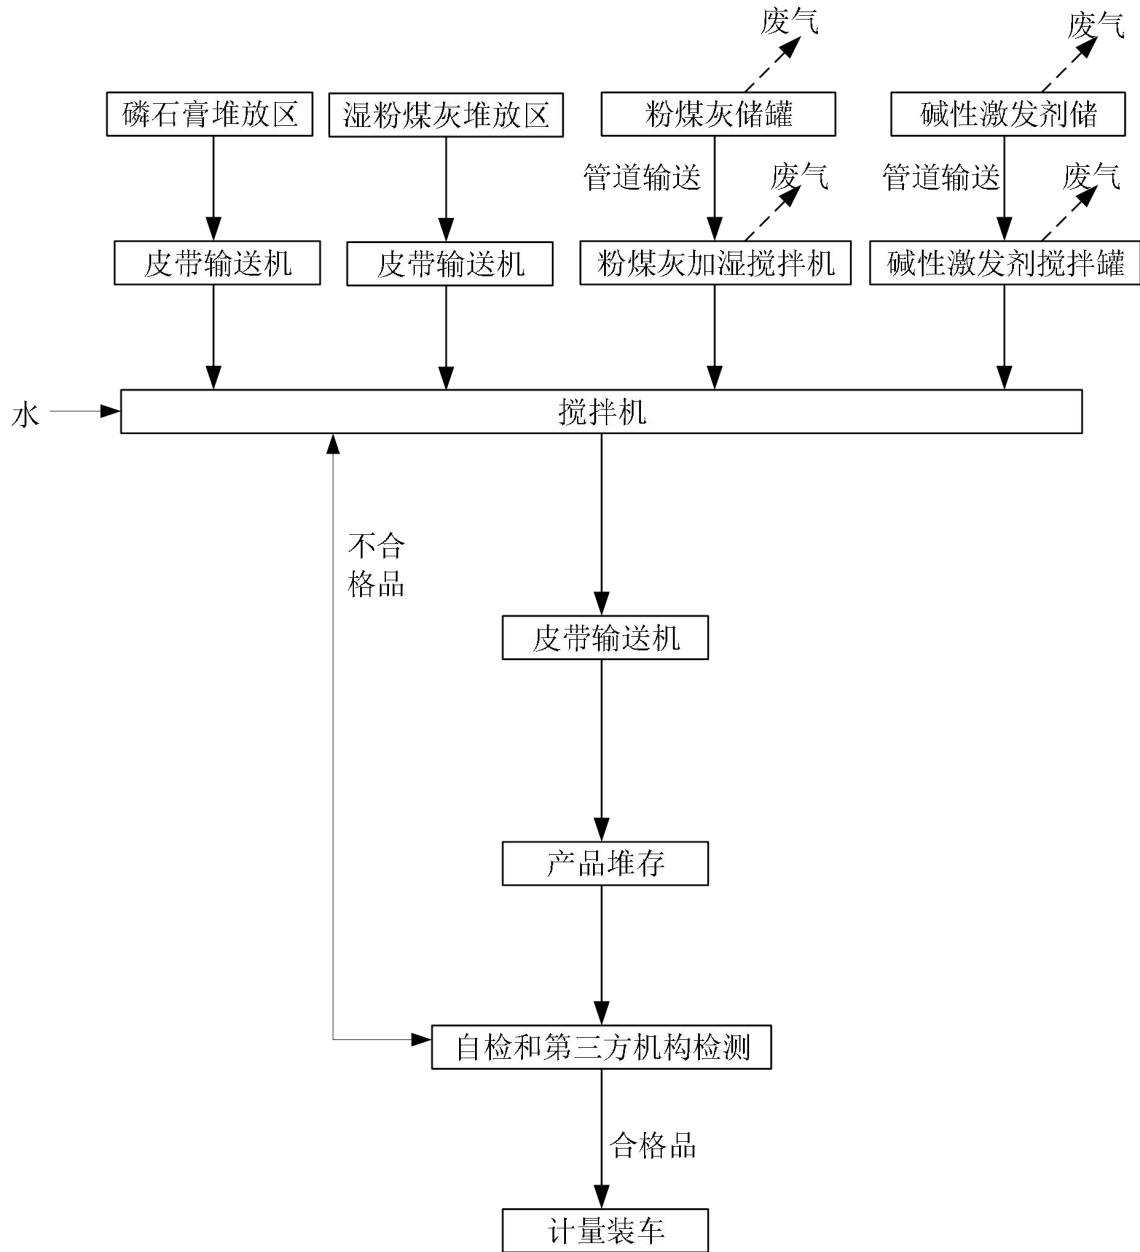 废气
废气
磷石膏堆放区
湿粉煤灰堆放区
粉煤灰储罐
碱性激发剂储
管道输送
废气
管道输送
废气
皮带输送机
皮带输送机
粉煤灰加湿搅拌机
碱性激发剂搅拌罐
水
搅拌机
不合
格品
皮带输送机
产品堆存
自检和第三方机构检测
合格品
计量装车